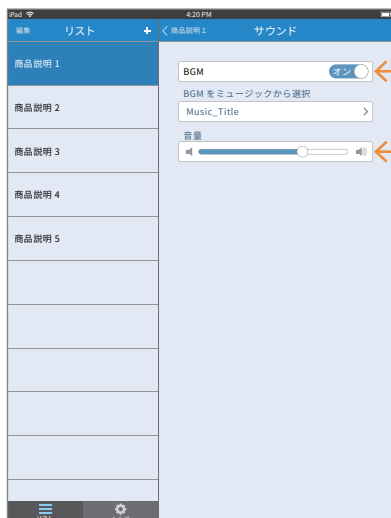 iPad 4:20 PM
編集 リスト +
商品説明 1 サウンド
商品説明 1
商品説明 2
商品説明 3
商品説明 4
商品説明 5
BGM オン
BGM をミュージックから選択
Music_Title
音量